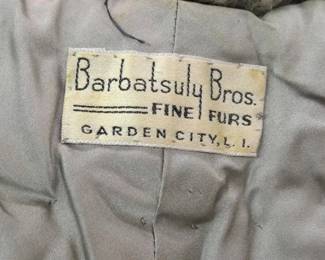 Barbatsuly Bros.
FINE FURS
GARDEN CITY, L. I.